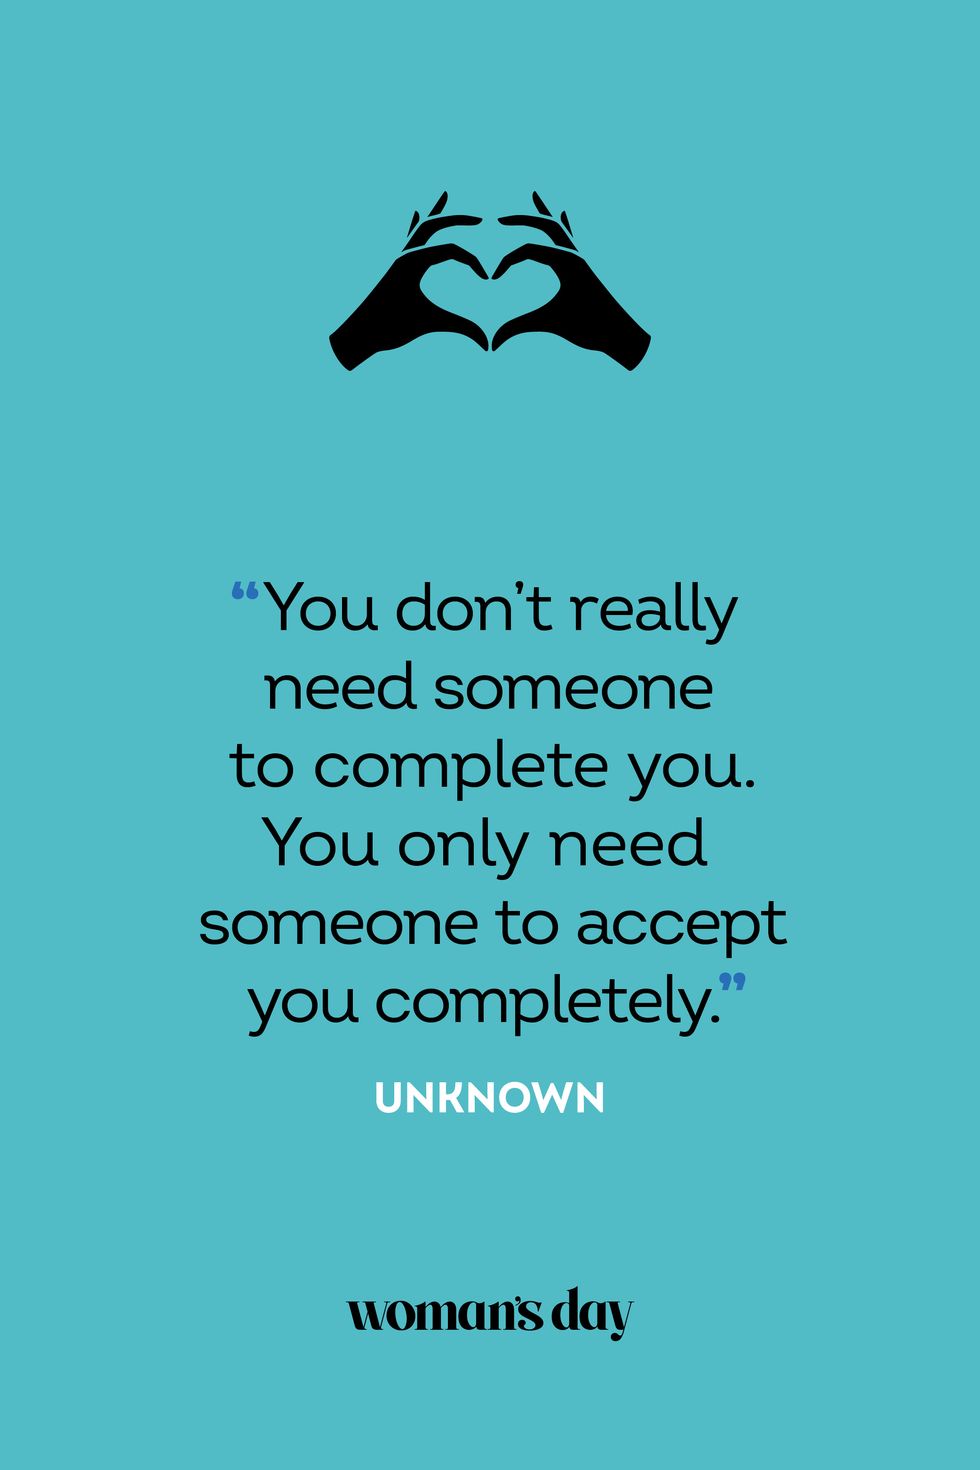 “You don’t really
need someone
to complete you.
You only need
someone to accept
you completely.”
UNKNOWN
woman’s day